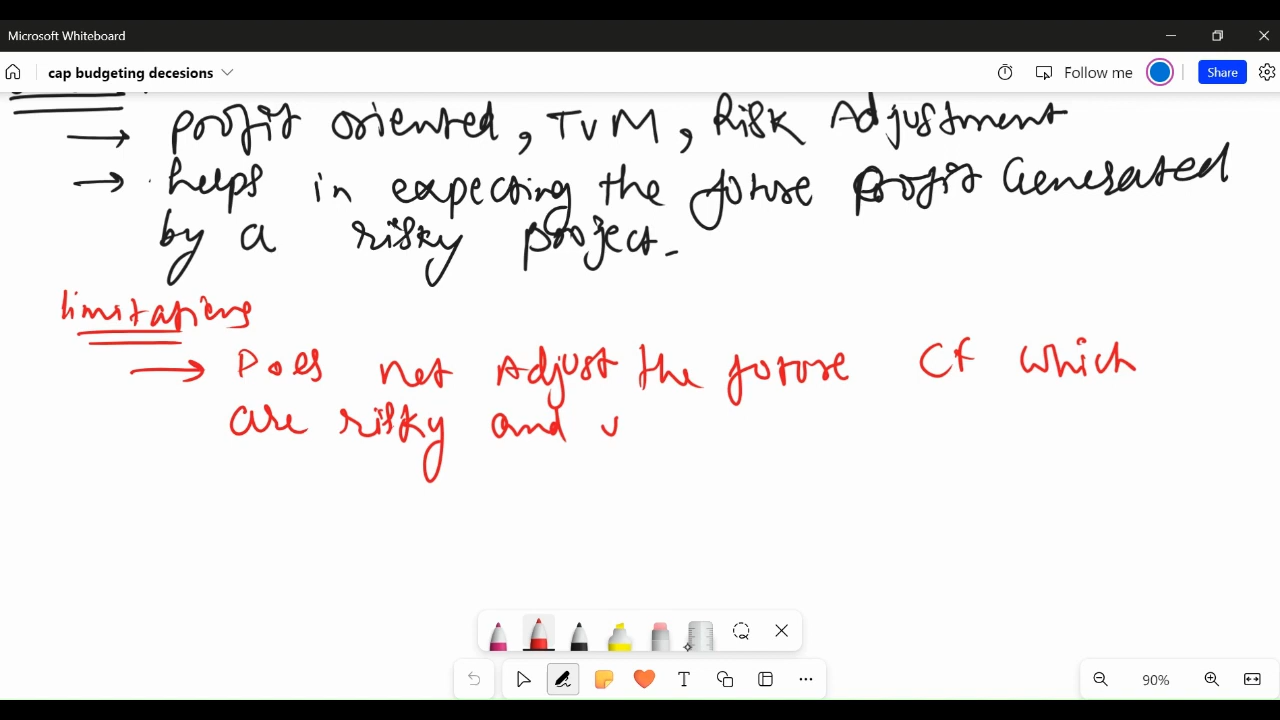 Microsoft Whiteboard
cap budgeting decesions
Follow me
Share
→ profit oriented, TVM, Risk Adjustment
→ helps in expecting the future Profit Generated
by a risky project.
limitations
→ Does not Adjust the future CF which
are risky and
90%